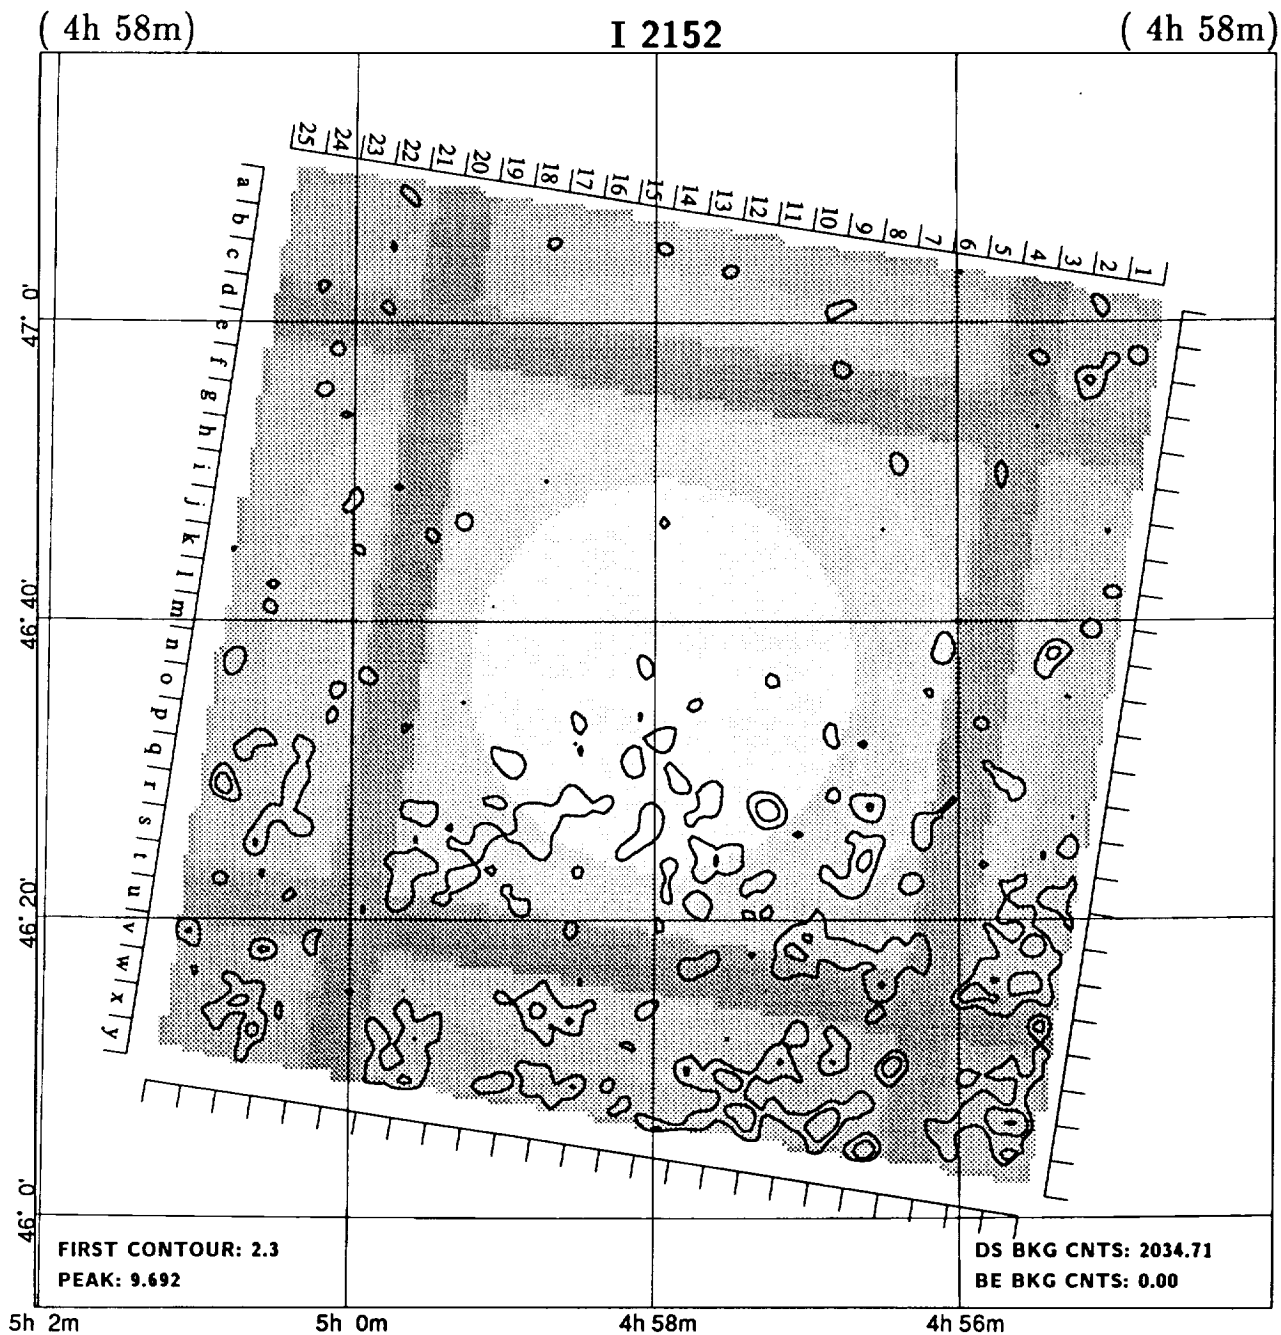 ( 4h 58m)
I 2152
( 4h 58m)
25 24 23 22 21 20 19 18 17 16 15 14 13 12 11 10 9 8 7 6 5 4 3 2 1
a b c d e f g h i j k l m n o p q r s t u v w x y
47° 0'
46° 40'
46° 20'
46° 0'
FIRST CONTOUR: 2.3
PEAK: 9.692
DS BKG CNTS: 2034.71
BE BKG CNTS: 0.00
5h 2m
5h 0m
4h 58m
4h 56m